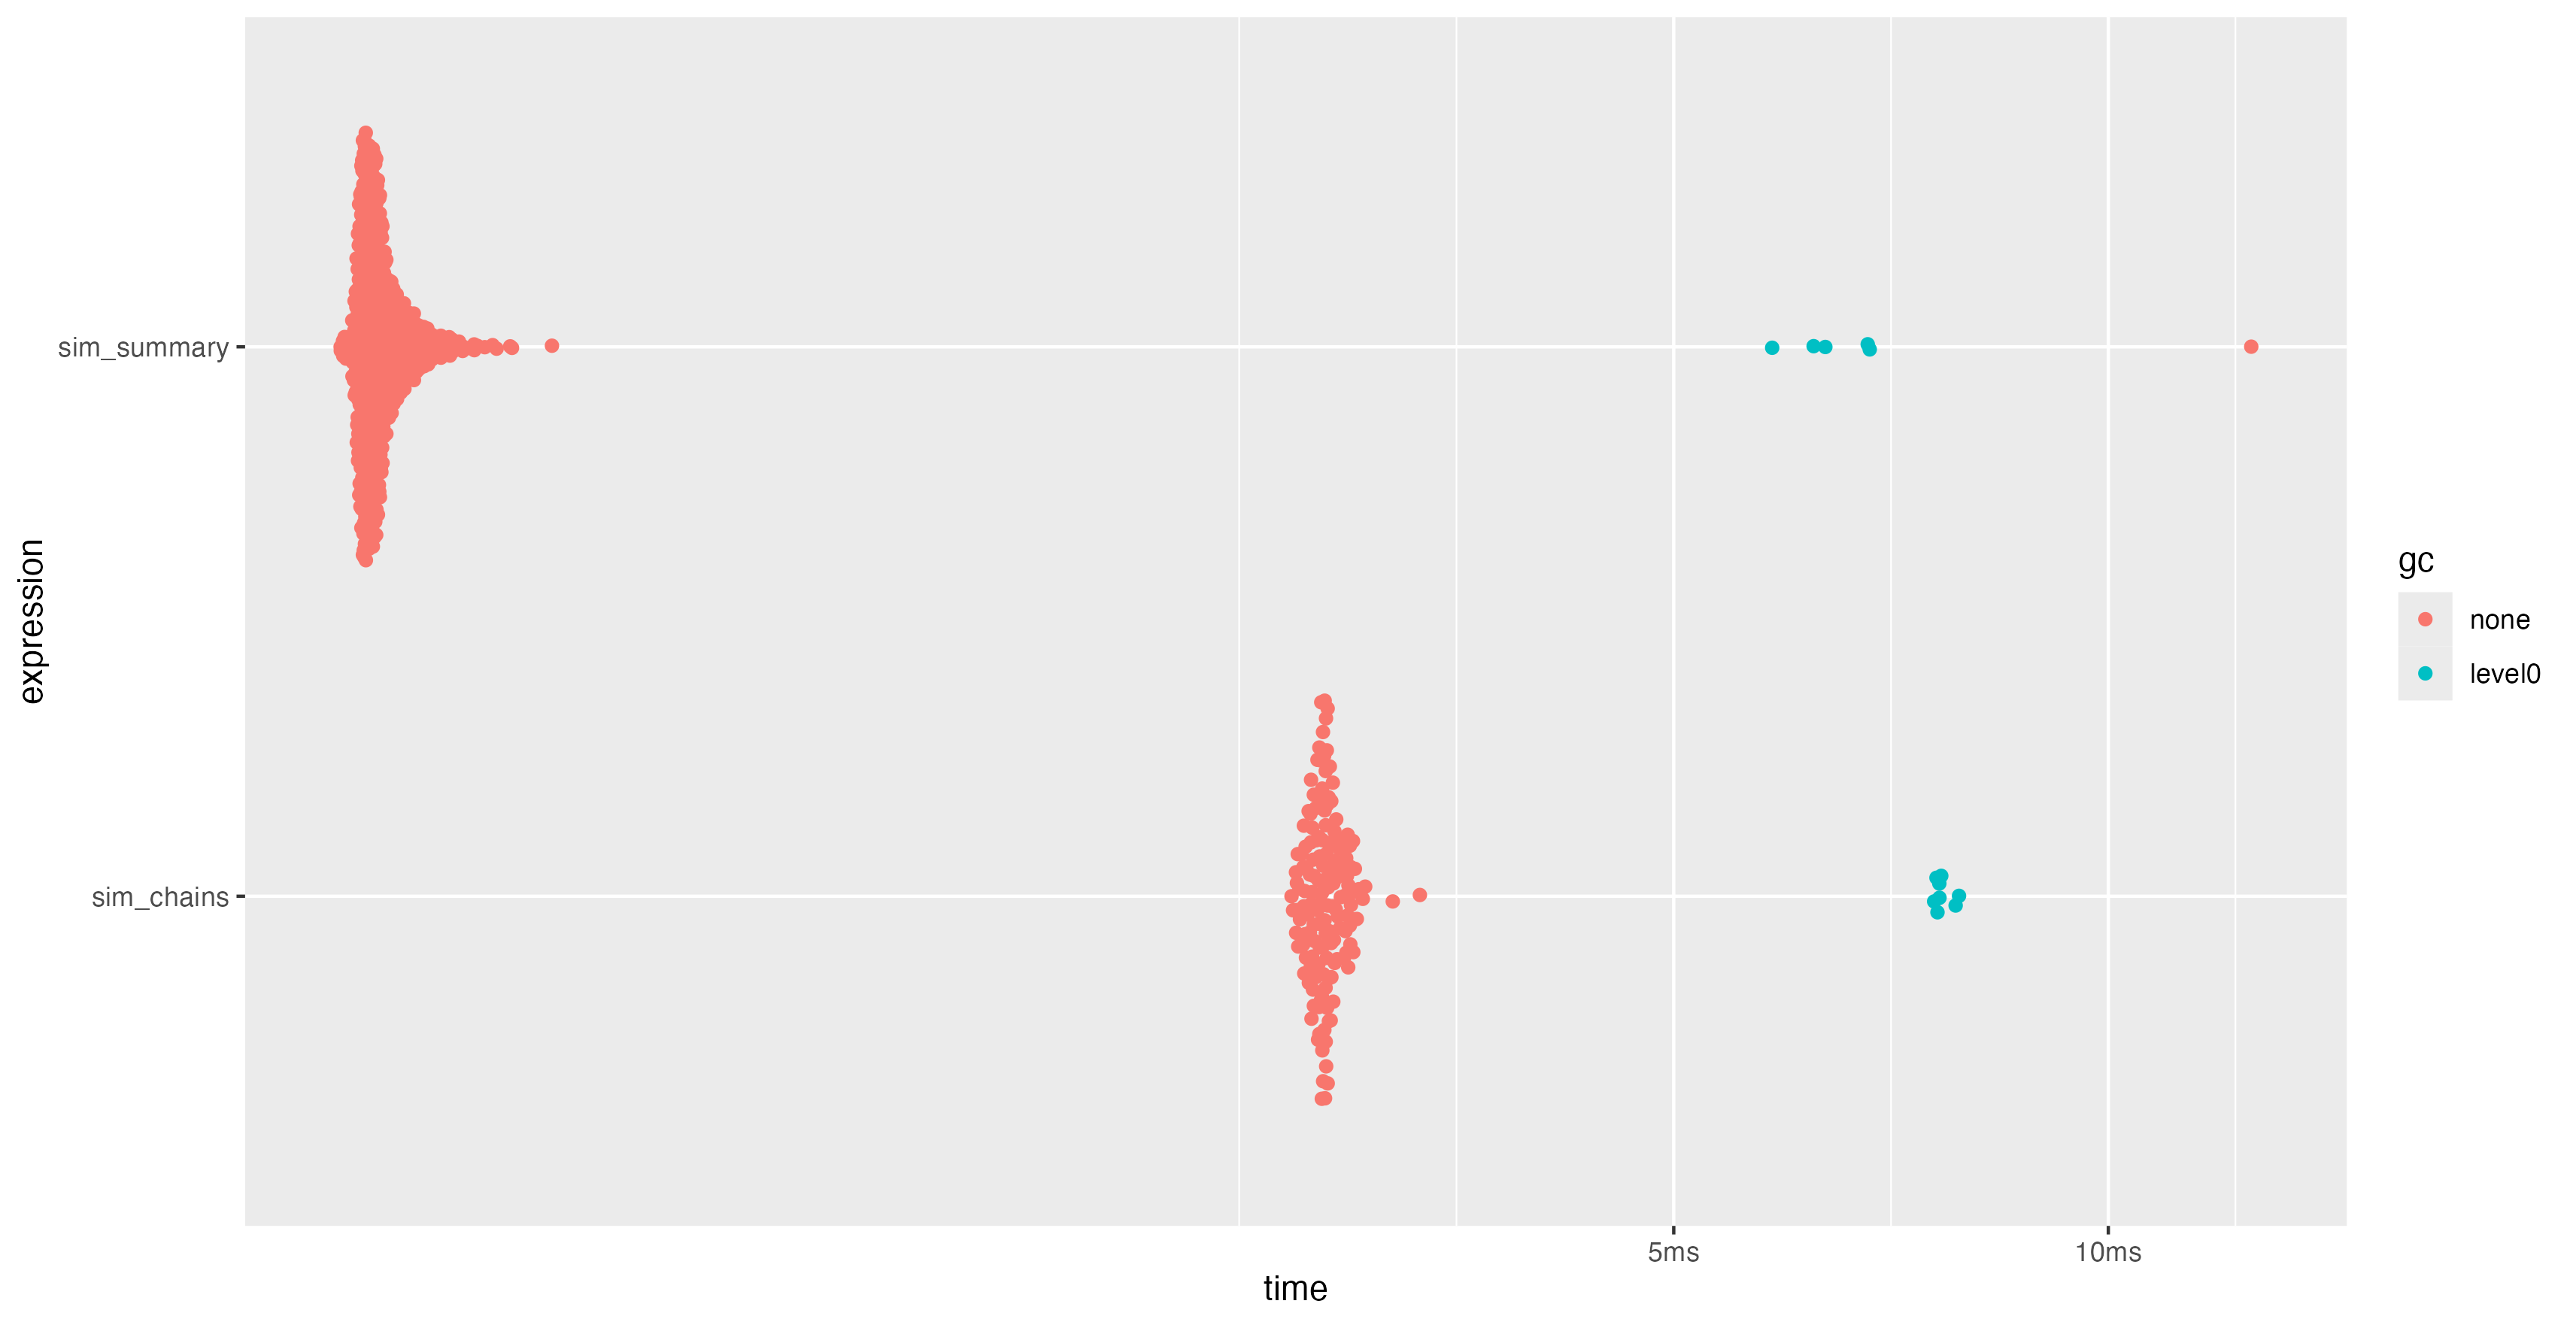 sim_summary
sim_chains
expression
5ms
10ms
time
gc
none
level0